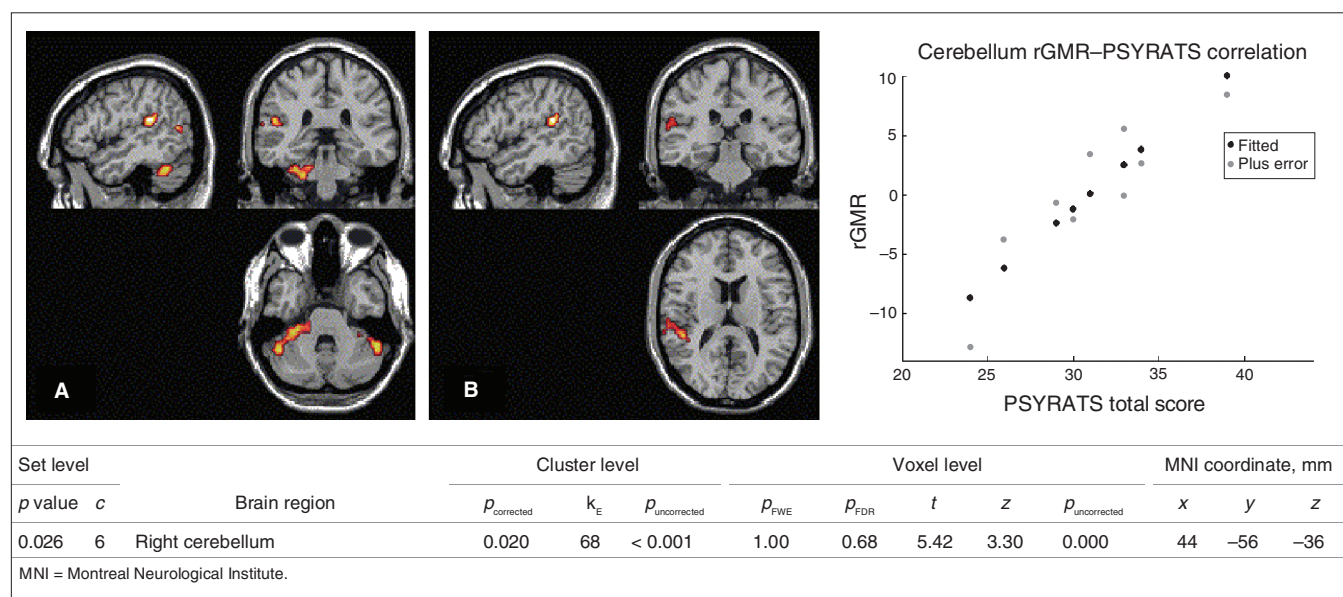 A
B
Cerebellum rGMR–PSYRATS correlation
10
5
0
−5
−10
rGMR
Fitted
Plus error
20 25 30 35 40
PSYRATS total score
Set level Cluster level Voxel level MNI coordinate, mm
p value c Brain region pcorrected kE puncorrected pFWE pFDR t z puncorrected x y z
0.026 6 Right cerebellum 0.020 68 < 0.001 1.00 0.68 5.42 3.30 0.000 44 −56 −36
MNI = Montreal Neurological Institute.